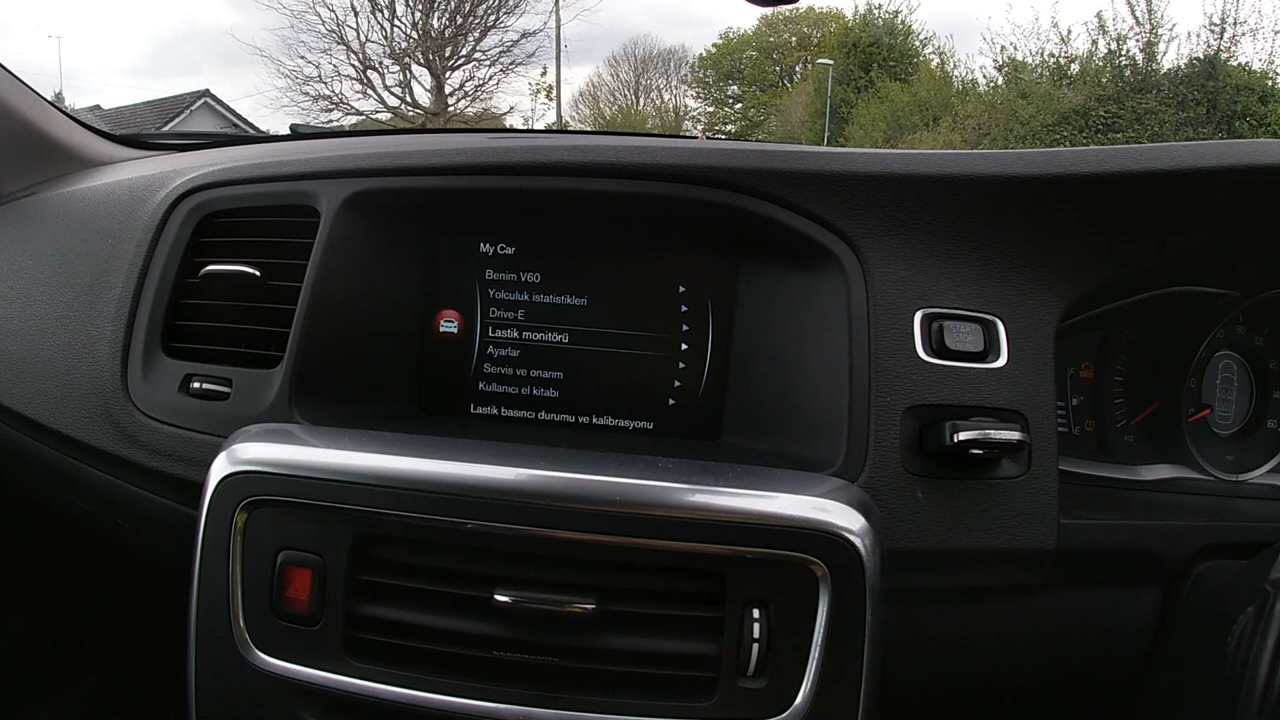 My Car
Benim V60
Yolculuk istatistikleri
Drive-E
Lastik monitörü
Ayarlar
Servis ve onarım
Kullanıcı el kitabı
Lastik basıncı durumu ve kalibrasyonu
START
STOP
F
E
0